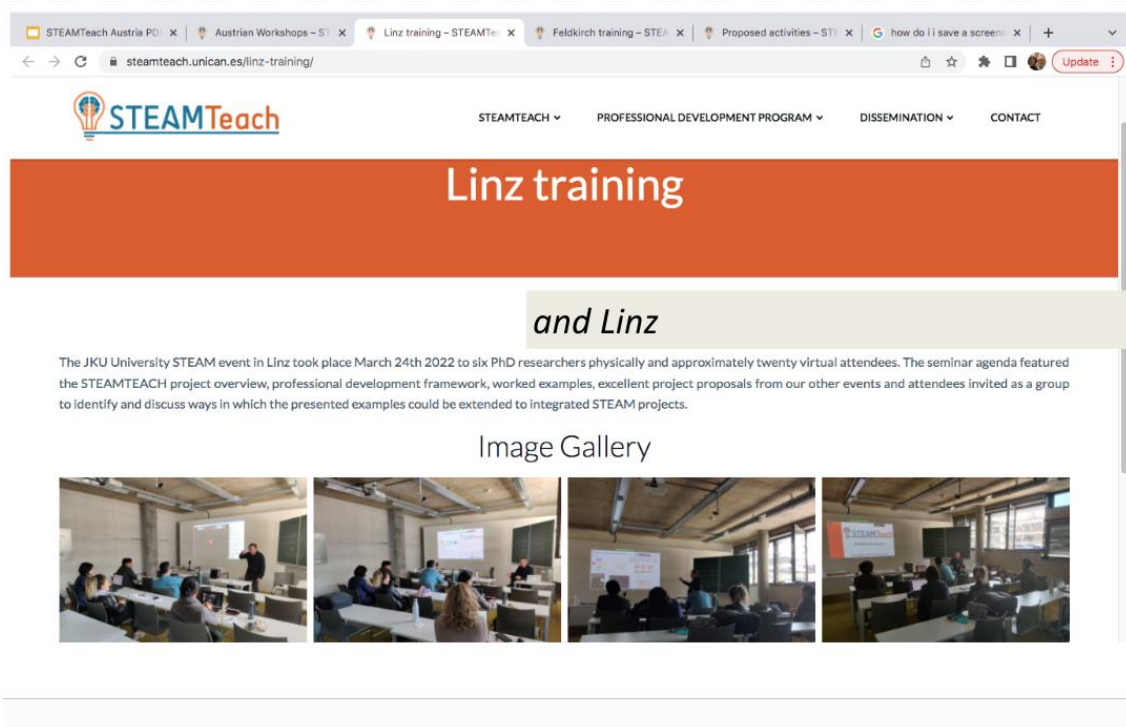 STEAMTeach Austria PD
Austrian Workshops – ST
Linz training – STEAMTe
Feldkirch training – STEA
Proposed activities – STE
how do i i save a screen
steamteach.unican.es/linz-training/
Update
STEAMTeach
STEAMTEACH
PROFESSIONAL DEVELOPMENT PROGRAM
DISSEMINATION
CONTACT
Linz training
and Linz
The JKU University STEAM event in Linz took place March 24th 2022 to six PhD researchers physically and approximately twenty virtual attendees. The seminar agenda featured
the STEAMTEACH project overview, professional development framework, worked examples, excellent project proposals from our other events and attendees invited as a group
to identify and discuss ways in which the presented examples could be extended to integrated STEAM projects.
Image Gallery
STEAMTeach